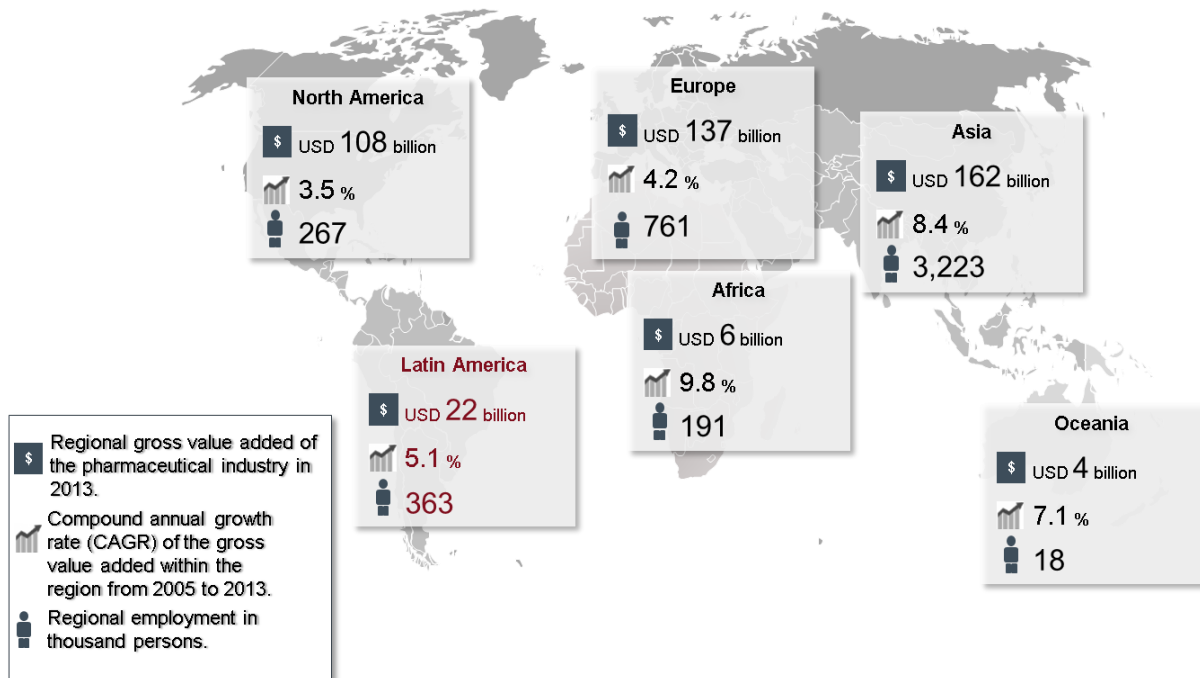 North America
$ USD 108 billion
3.5 %
267
Europe
$ USD 137 billion
4.2 %
761
Asia
$ USD 162 billion
8.4 %
3,223
Africa
$ USD 6 billion
9.8 %
191
Latin America
$ USD 22 billion
5.1 %
363
Oceania
$ USD 4 billion
7.1 %
18
$ Regional gross value added of
the pharmaceutical industry in
2013.
Compound annual growth
rate (CAGR) of the gross
value added within the
region from 2005 to 2013.
Regional employment in
thousand persons.